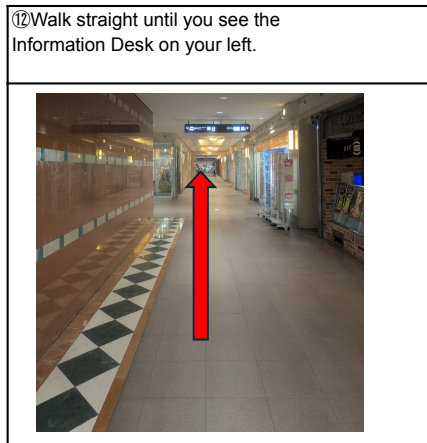 ⑫Walk straight until you see the
Information Desk on your left.